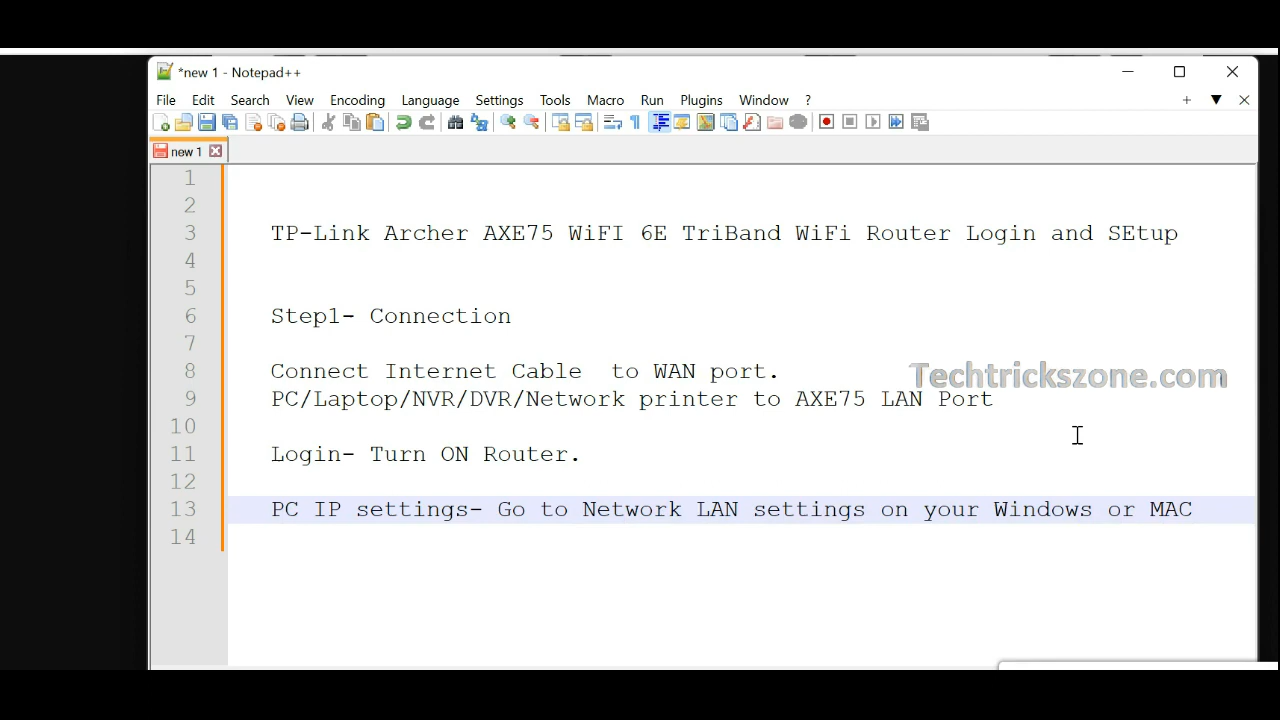 *new 1 - Notepad++
File Edit Search View Encoding Language Settings Tools Macro Run Plugins Window ?
new 1
1
2
3 TP-Link Archer AXE75 WiFI 6E TriBand WiFi Router Login and SEtup
4
5
6 Step1- Connection
7
8 Connect Internet Cable to WAN port.
Techtrickszone.com
9 PC/Laptop/NVR/DVR/Network printer to AXE75 LAN Port
10
11 Login- Turn ON Router.
12
13 PC IP settings- Go to Network LAN settings on your Windows or MAC
14